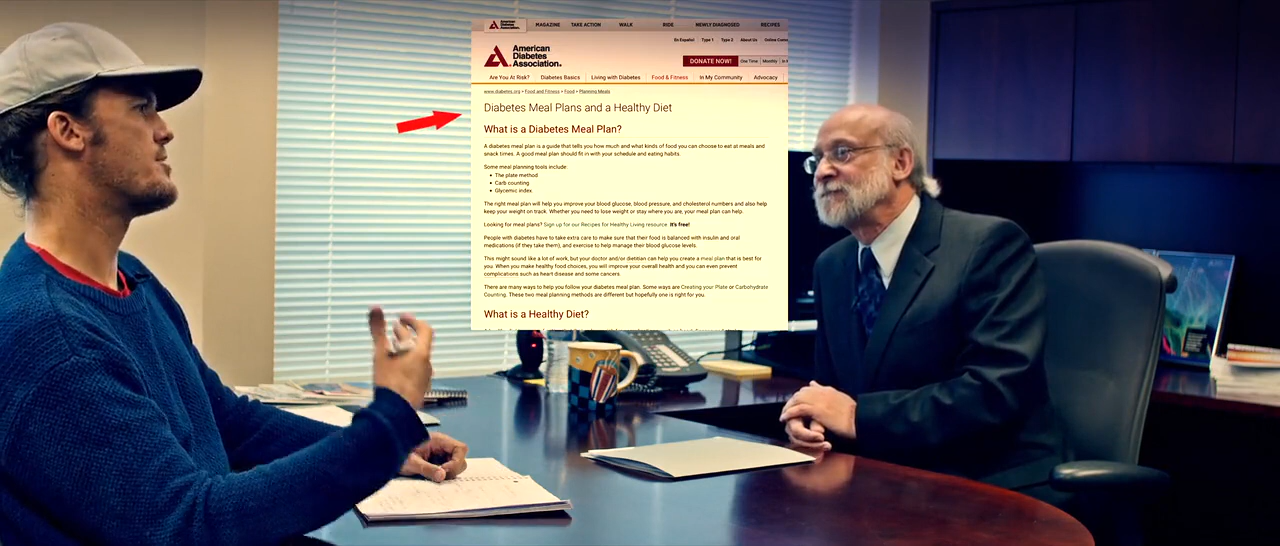 American Diabetes Association.
MAGAZINE TAKE ACTION WALK RIDE NEWLY DIAGNOSED RECIPES
En Español Type 1 Type 2 About Us Online
American
Diabetes
Association.
DONATE NOW! One Time Monthly
Are You At Risk? Diabetes Basics Living with Diabetes Food & Fitness In My Community Advocacy
www.diabetes.org > Food and Fitness > Food > Planning Meals
Diabetes Meal Plans and a Healthy Diet
What is a Diabetes Meal Plan?
A diabetes meal plan is a guide that tells you how much and what kinds of food you can choose to eat at meals and
snack times. A good meal plan should fit in with your schedule and eating habits.
Some meal planning tools include:
• The plate method
• Carb counting
• Glycemic index.
The right meal plan will help you improve your blood glucose, blood pressure, and cholesterol numbers and also help
keep your weight on track. Whether you need to lose weight or stay where you are, your meal plan can help.
Looking for meal plans? Sign up for our Recipes for Healthy Living resource. It's free!
People with diabetes have to take extra care to make sure that their food is balanced with insulin and oral
medications (if they take them), and exercise to help manage their blood glucose levels.
This might sound like a lot of work, but your doctor and/or dietitian can help you create a meal plan that is best for
you. When you make healthy food choices, you will improve your overall health and you can even prevent
complications such as heart disease and some cancers.
There are many ways to help you follow your diabetes meal plan. Some ways are Creating your Plate or Carbohydrate
Counting. These two meal planning methods are different but hopefully one is right for you.
What is a Healthy Diet?